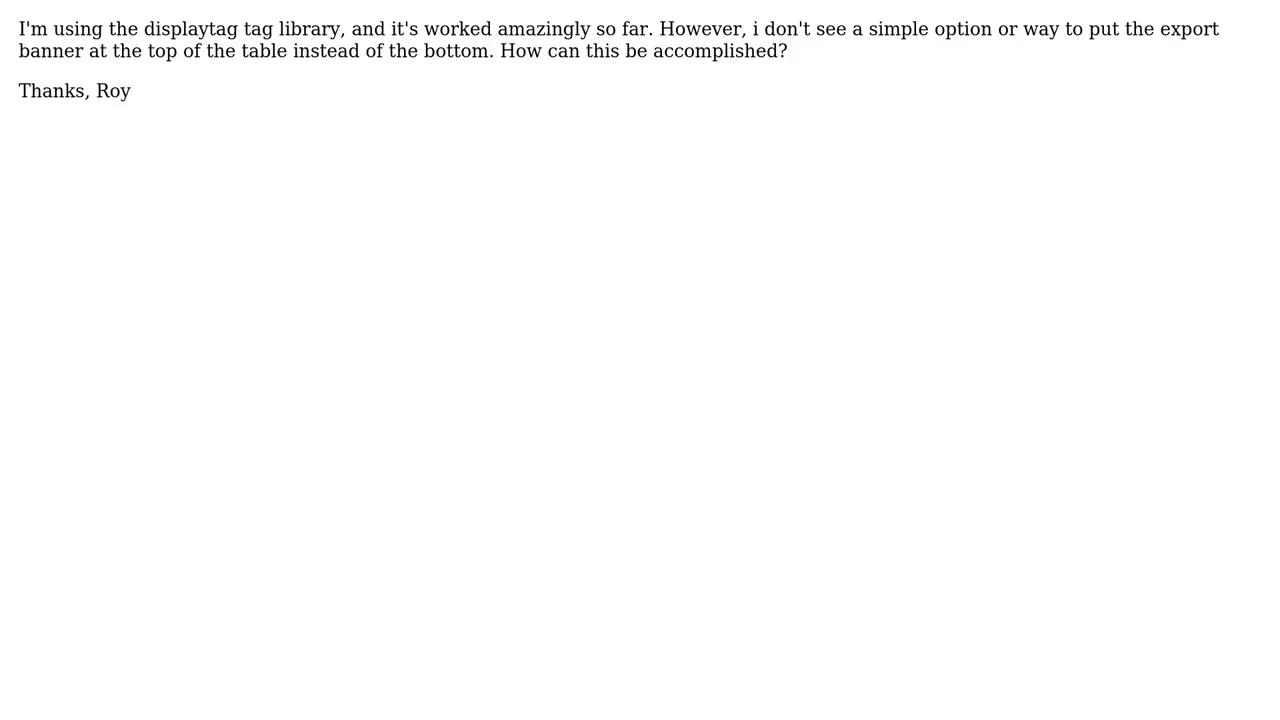 I'm using the displaytag tag library, and it's worked amazingly so far. However, i don't see a simple option or way to put the export
banner at the top of the table instead of the bottom. How can this be accomplished?
Thanks, Roy